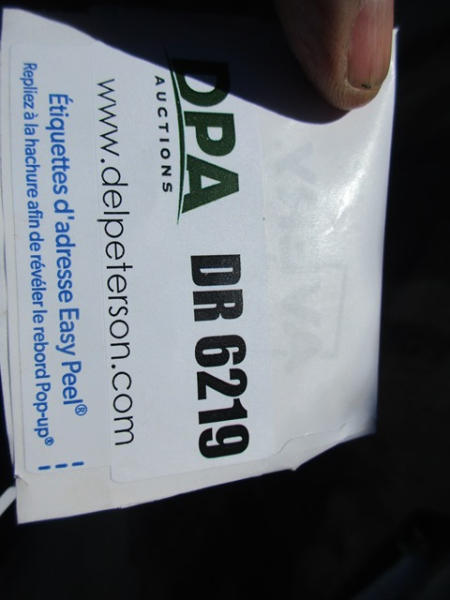 DPA
AUCTIONS
DR 6219
www.delpeterson.com
Étiquettes d'adresse Easy Peel®
Repliez à la hachure afin de révéler le rebord Pop-up®